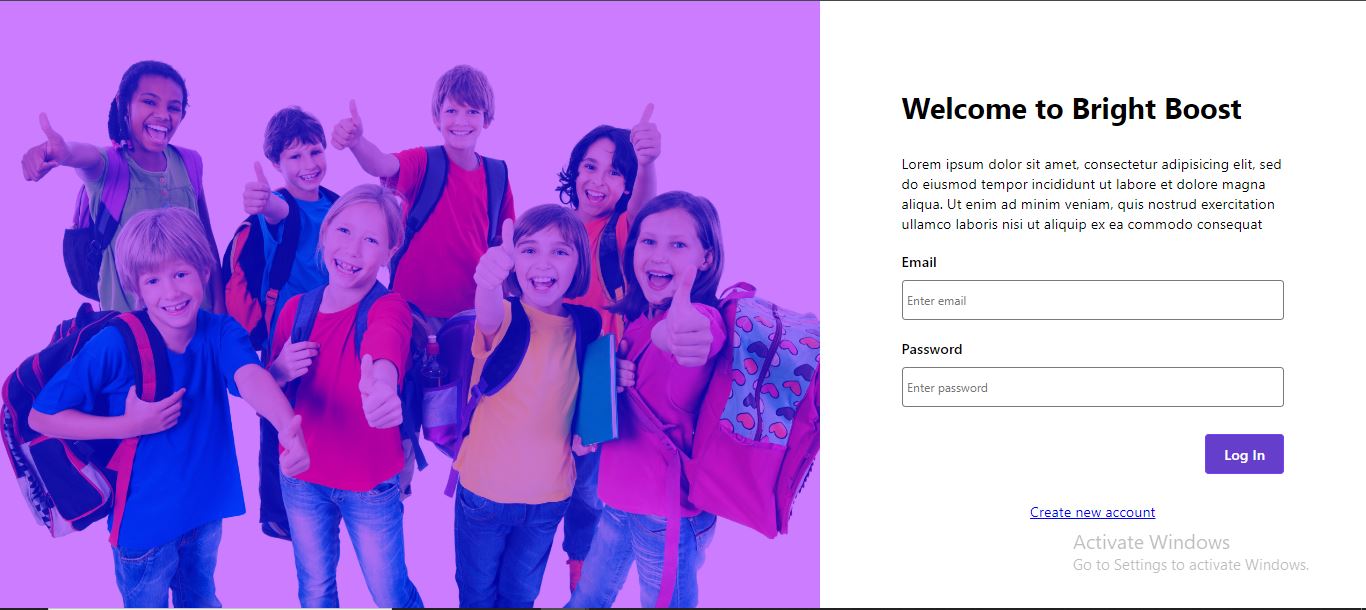 Welcome to Bright Boost
Lorem ipsum dolor sit amet, consectetur adipisicing elit, sed
do eiusmod tempor incididunt ut labore et dolore magna
aliqua. Ut enim ad minim veniam, quis nostrud exercitation
ullamco laboris nisi ut aliquip ex ea commodo consequat
Email
Enter email
Password
Enter password
Log In
Create new account
Activate Windows
Go to Settings to activate Windows.